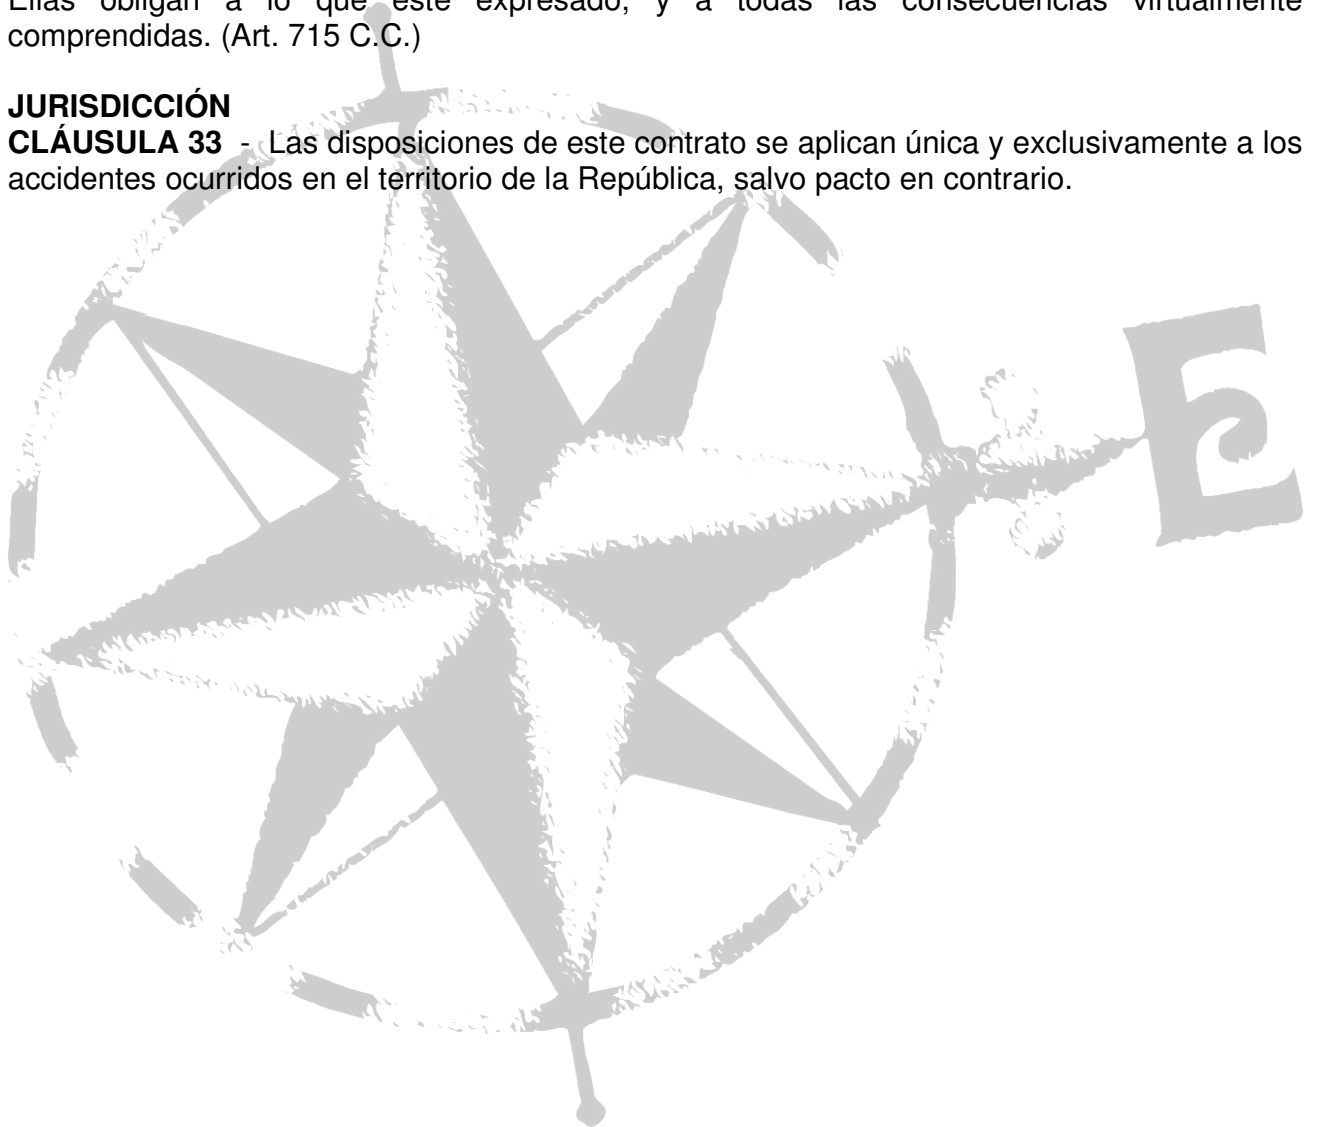 Ellas obligan a lo que esté expresado, y a todas las consecuencias virtualmente
comprendidas. (Art. 715 C.C.)
JURISDICCIÓN
CLÁUSULA 33 - Las disposiciones de este contrato se aplican única y exclusivamente a los
accidentes ocurridos en el territorio de la República, salvo pacto en contrario.
E